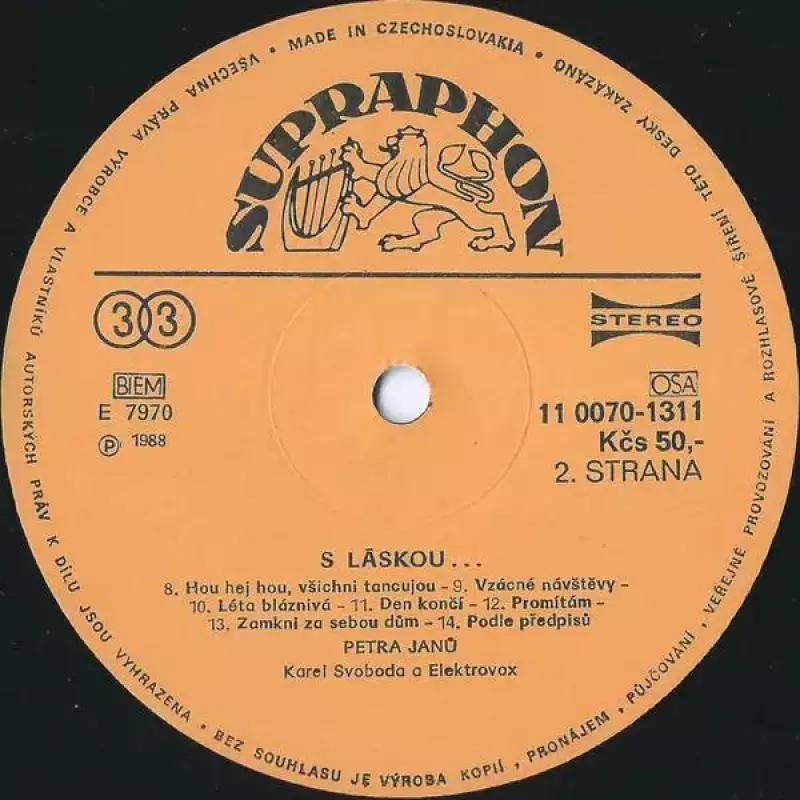 VŠECHNA PRÁVA VÝROBCE A VLASTNÍKŮ AUTORSKÝCH PRÁV K DÍLU JSOU VYHRAZENA • BEZ SOUHLASU JE VÝROBA KOPIÍ, PRONÁJEM, PŮJČOVÁNÍ, VEŘEJNÉ PROVOZOVÁNÍ A ROZHLASOVÉ ŠÍŘENÍ TÉTO DESKY ZAKÁZÁNO • MADE IN CZECHOSLOVAKIA •
SUPRAPHON
33
STEREO
BIEM
OSA
E 7970
11 0070-1311
℗ 1988
Kčs 50,-
2. STRANA
S LÁSKOU...
8. Hou hej hou, všichni tancujou – 9. Vzácné návštěvy –
10. Léta bláznivá – 11. Den končí – 12. Promítám –
13. Zamkni za sebou dům – 14. Podle předpisů
PETRA JANŮ
Karel Svoboda a Elektrovox